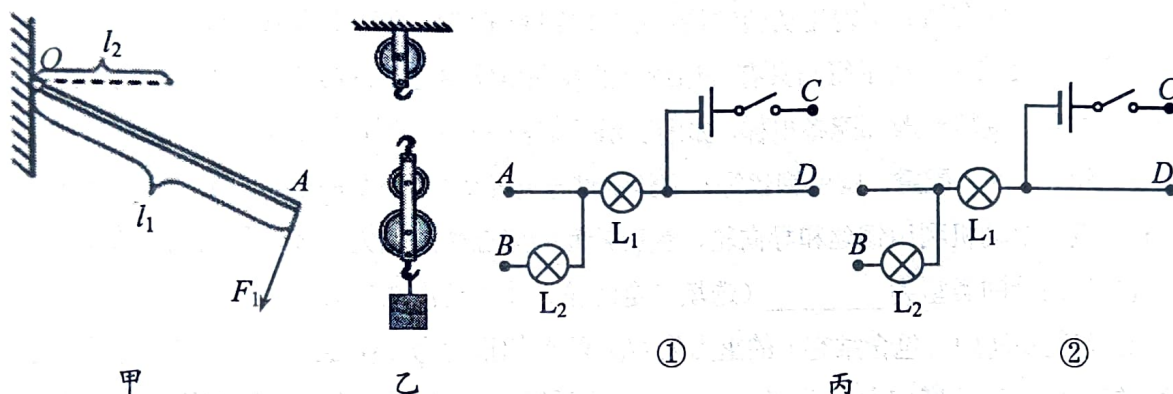 O l₂
l₁
A
F₁
甲
乙
C
A D
L₁
B
L₂
①
C
D
L₁
B
L₂
②
丙